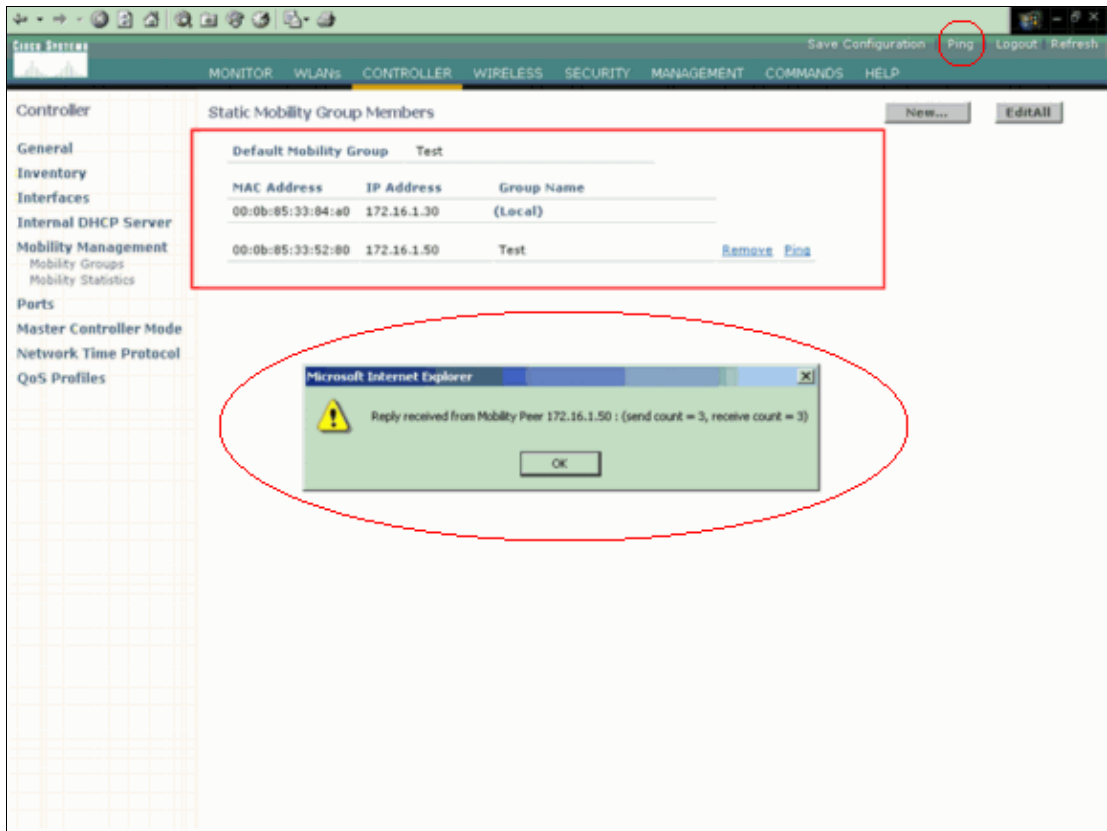 Save Configuration | Ping | Logout | Refresh
CISCO SYSTEMS
MONITOR WLANs CONTROLLER WIRELESS SECURITY MANAGEMENT COMMANDS HELP
Controller
General
Inventory
Interfaces
Internal DHCP Server
Mobility Management
Mobility Groups
Mobility Statistics
Ports
Master Controller Mode
Network Time Protocol
QoS Profiles
Static Mobility Group Members
New...
EditAll
Default Mobility Group Test
MAC Address IP Address Group Name
00:0b:85:33:84:a0 172.16.1.30 (Local)
00:0b:85:33:52:80 172.16.1.50 Test Remove Ping
Microsoft Internet Explorer
Reply received from Mobility Peer 172.16.1.50 : (send count = 3, receive count = 3)
OK